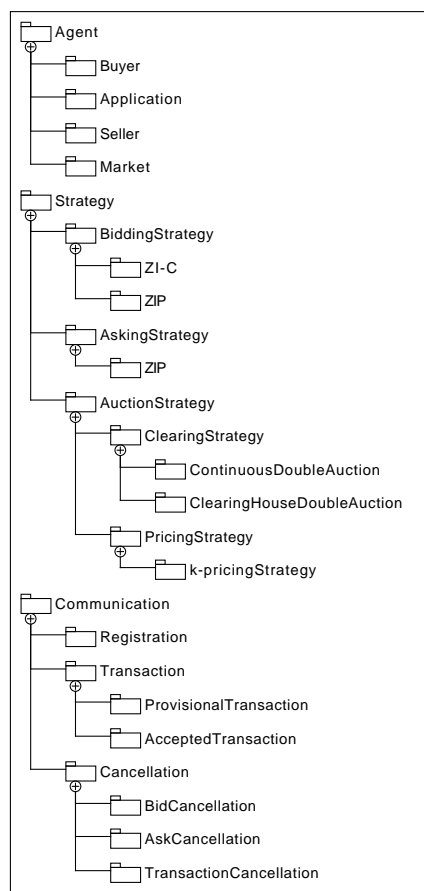 Agent
Buyer
Application
Seller
Market
Strategy
BiddingStrategy
ZI-C
ZIP
AskingStrategy
ZIP
AuctionStrategy
ClearingStrategy
ContinuousDoubleAuction
ClearingHouseDoubleAuction
PricingStrategy
k-pricingStrategy
Communication
Registration
Transaction
ProvisionalTransaction
AcceptedTransaction
Cancellation
BidCancellation
AskCancellation
TransactionCancellation